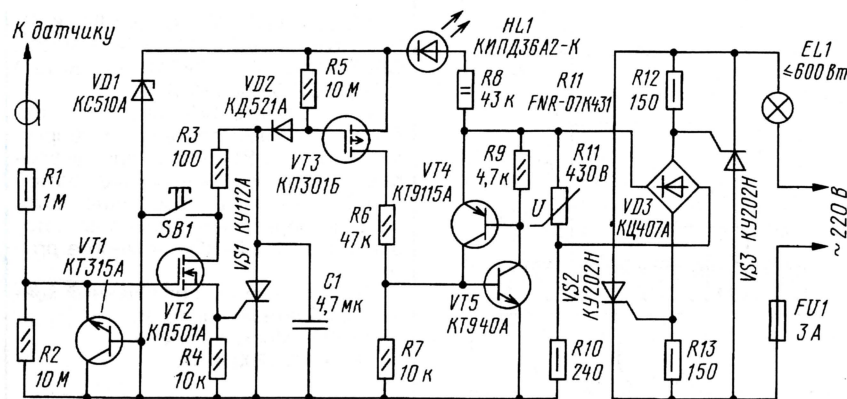 К датчику
VD1
КС510А
R1
1 М
R2
10 М
VT1
КТ315А
R3
100
SB1
VT2
КП501А
R4
10 к
VD2
КД521А
VS1 КУ112А
R5
10 М
VT3
КП301Б
C1
4,7 мк
R6
47 к
R7
10 к
HL1
КИПД36А2-К
R8
43 к
VT4
КТ9115А
R9
4,7 к
VT5
КТ940А
R11
FNR-07К431
R11
430 В
U
R10
240
VS2
КУ202Н
R12
150
VD3
КЦ407А
R13
150
VS3 КУ202Н
EL1
≤600 Вт
~ 220 В
FU1
3 А